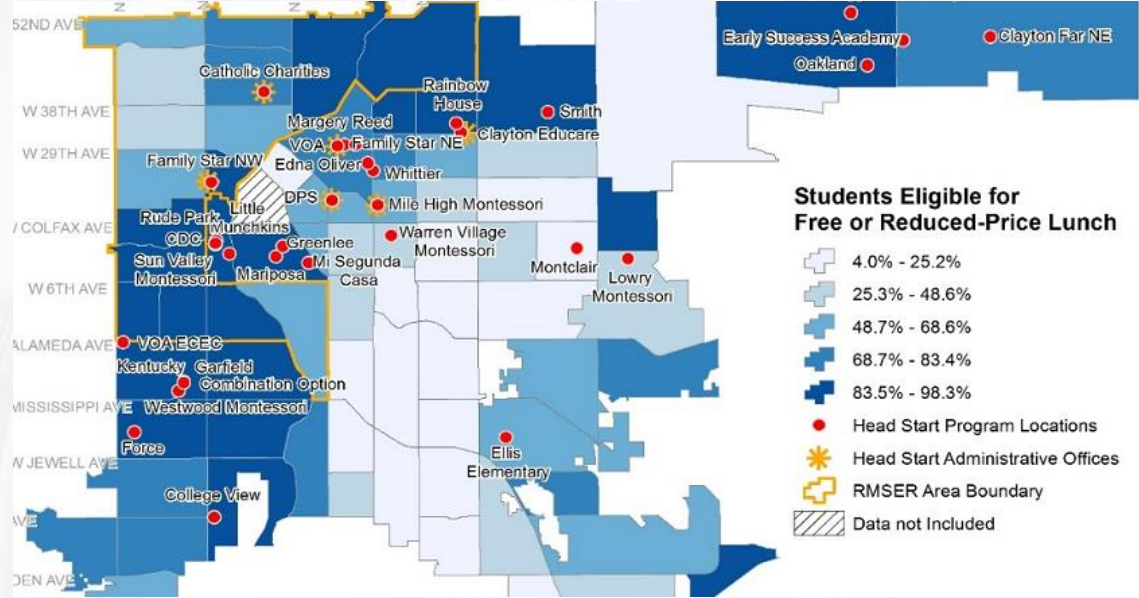 N
N
N
52ND AVE
Early Success Academy
Clayton Far NE
Oakland
Catholic Charities
W 38TH AVE
Rainbow
House
Smith
Margery Reed
Clayton Educare
VOA
Family Star NE
W 29TH AVE
Edna Oliver
Family Star NW
Whittier
DPS
Mile High Montessori
Little
Munchkins
Rude Park
CDC
W COLFAX AVE
Greenlee
Warren Village
Montessori
Sun Valley
Montessori
Mariposa
Mi Segunda
Casa
Montclair
Lowry
Montessori
W 6TH AVE
ALAMEDA AVE
VOA ECEC
Kentucky
Garfield
Combination Option
MISSISSIPPI AVE
Westwood Montessori
Force
W JEWELL AVE
Ellis
Elementary
College View
AVE
DEN AVE
Students Eligible for
Free or Reduced-Price Lunch
4.0% - 25.2%
25.3% - 48.6%
48.7% - 68.6%
68.7% - 83.4%
83.5% - 98.3%
Head Start Program Locations
Head Start Administrative Offices
RMSER Area Boundary
Data not Included